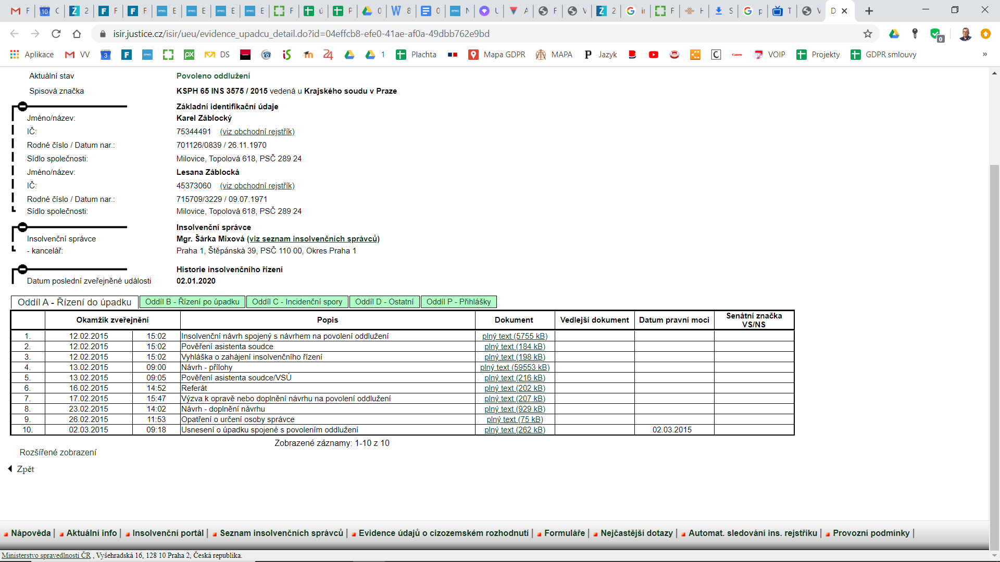 F C 2 F F E E E E F ú P 0 8 0 N U A F V 2 ir F H S p T V D
isir.justice.cz/isir/ueu/evidence_upadcu_detail.do?id=04effcb8-efe0-41ae-af0a-49dbb762e9bd
Aplikace VV DS 1 Plachta Mapa GDPR MAPA Jazyk VOIP Projekty GDPR smlouvy »
Aktuální stav Povoleno oddlužení
Spisová značka KSPH 65 INS 3575 / 2015 vedená u Krajského soudu v Praze
Základní identifikační údaje
Jméno/název: Karel Záblocký
IČ: 75344491 (viz obchodní rejstřík)
Rodné číslo / Datum nar.: 701126/0839 / 26.11.1970
Sídlo společnosti: Milovice, Topolová 618, PSČ 289 24
Jméno/název: Lesana Záblocká
IČ: 45373060 (viz obchodní rejstřík)
Rodné číslo / Datum nar.: 715709/3229 / 09.07.1971
Sídlo společnosti: Milovice, Topolová 618, PSČ 289 24
Insolvenční správce
Insolvenční správce Mgr. Šárka Mixová (viz seznam insolvenčních správců)
- kancelář: Praha 1, Štěpánská 39, PSČ 110 00, Okres Praha 1
Historie insolvenčního řízení
Datum poslední zveřejněné události 02.01.2020
Oddíl A - Řízení do úpadku Oddíl B - Řízení po úpadku Oddíl C - Incidenční spory Oddíl D - Ostatní Oddíl P - Přihlášky
Okamžik zveřejnění Popis Dokument Vedlejší dokument Datum pravní moci Senátní značka VS/NS
1. 12.02.2015 15:02 Insolvenční návrh spojený s návrhem na povolení oddlužení plný text (5755 kB)
2. 12.02.2015 15:02 Pověření asistenta soudce plný text (184 kB)
3. 12.02.2015 15:02 Vyhláška o zahájení insolvenčního řízení plný text (198 kB)
4. 13.02.2015 09:00 Návrh - přílohy plný text (59553 kB)
5. 13.02.2015 09:05 Pověření asistenta soudce/VSÚ plný text (216 kB)
6. 16.02.2015 14:52 Referát plný text (202 kB)
7. 17.02.2015 15:47 Výzva k opravě nebo doplnění návrhu na povolení oddlužení plný text (207 kB)
8. 23.02.2015 14:02 Návrh - doplnění návrhu plný text (929 kB)
9. 26.02.2015 11:53 Opatření o určení osoby správce plný text (75 kB)
10. 02.03.2015 09:18 Usnesení o úpadku spojené s povolením oddlužení plný text (262 kB) 02.03.2015
Zobrazené záznamy: 1-10 z 10
Rozšířené zobrazení
Zpět
Nápověda | Aktuální info | Insolvenční portál | Seznam insolvenčních správců | Evidence údajů o cizozemském rozhodnutí | Formuláře | Nejčastější dotazy | Automat. sledování ins. rejstříku | Provozní podmínky |
Ministerstvo spravedlnosti ČR , Vyšehradská 16, 128 10 Praha 2, Česká republika.